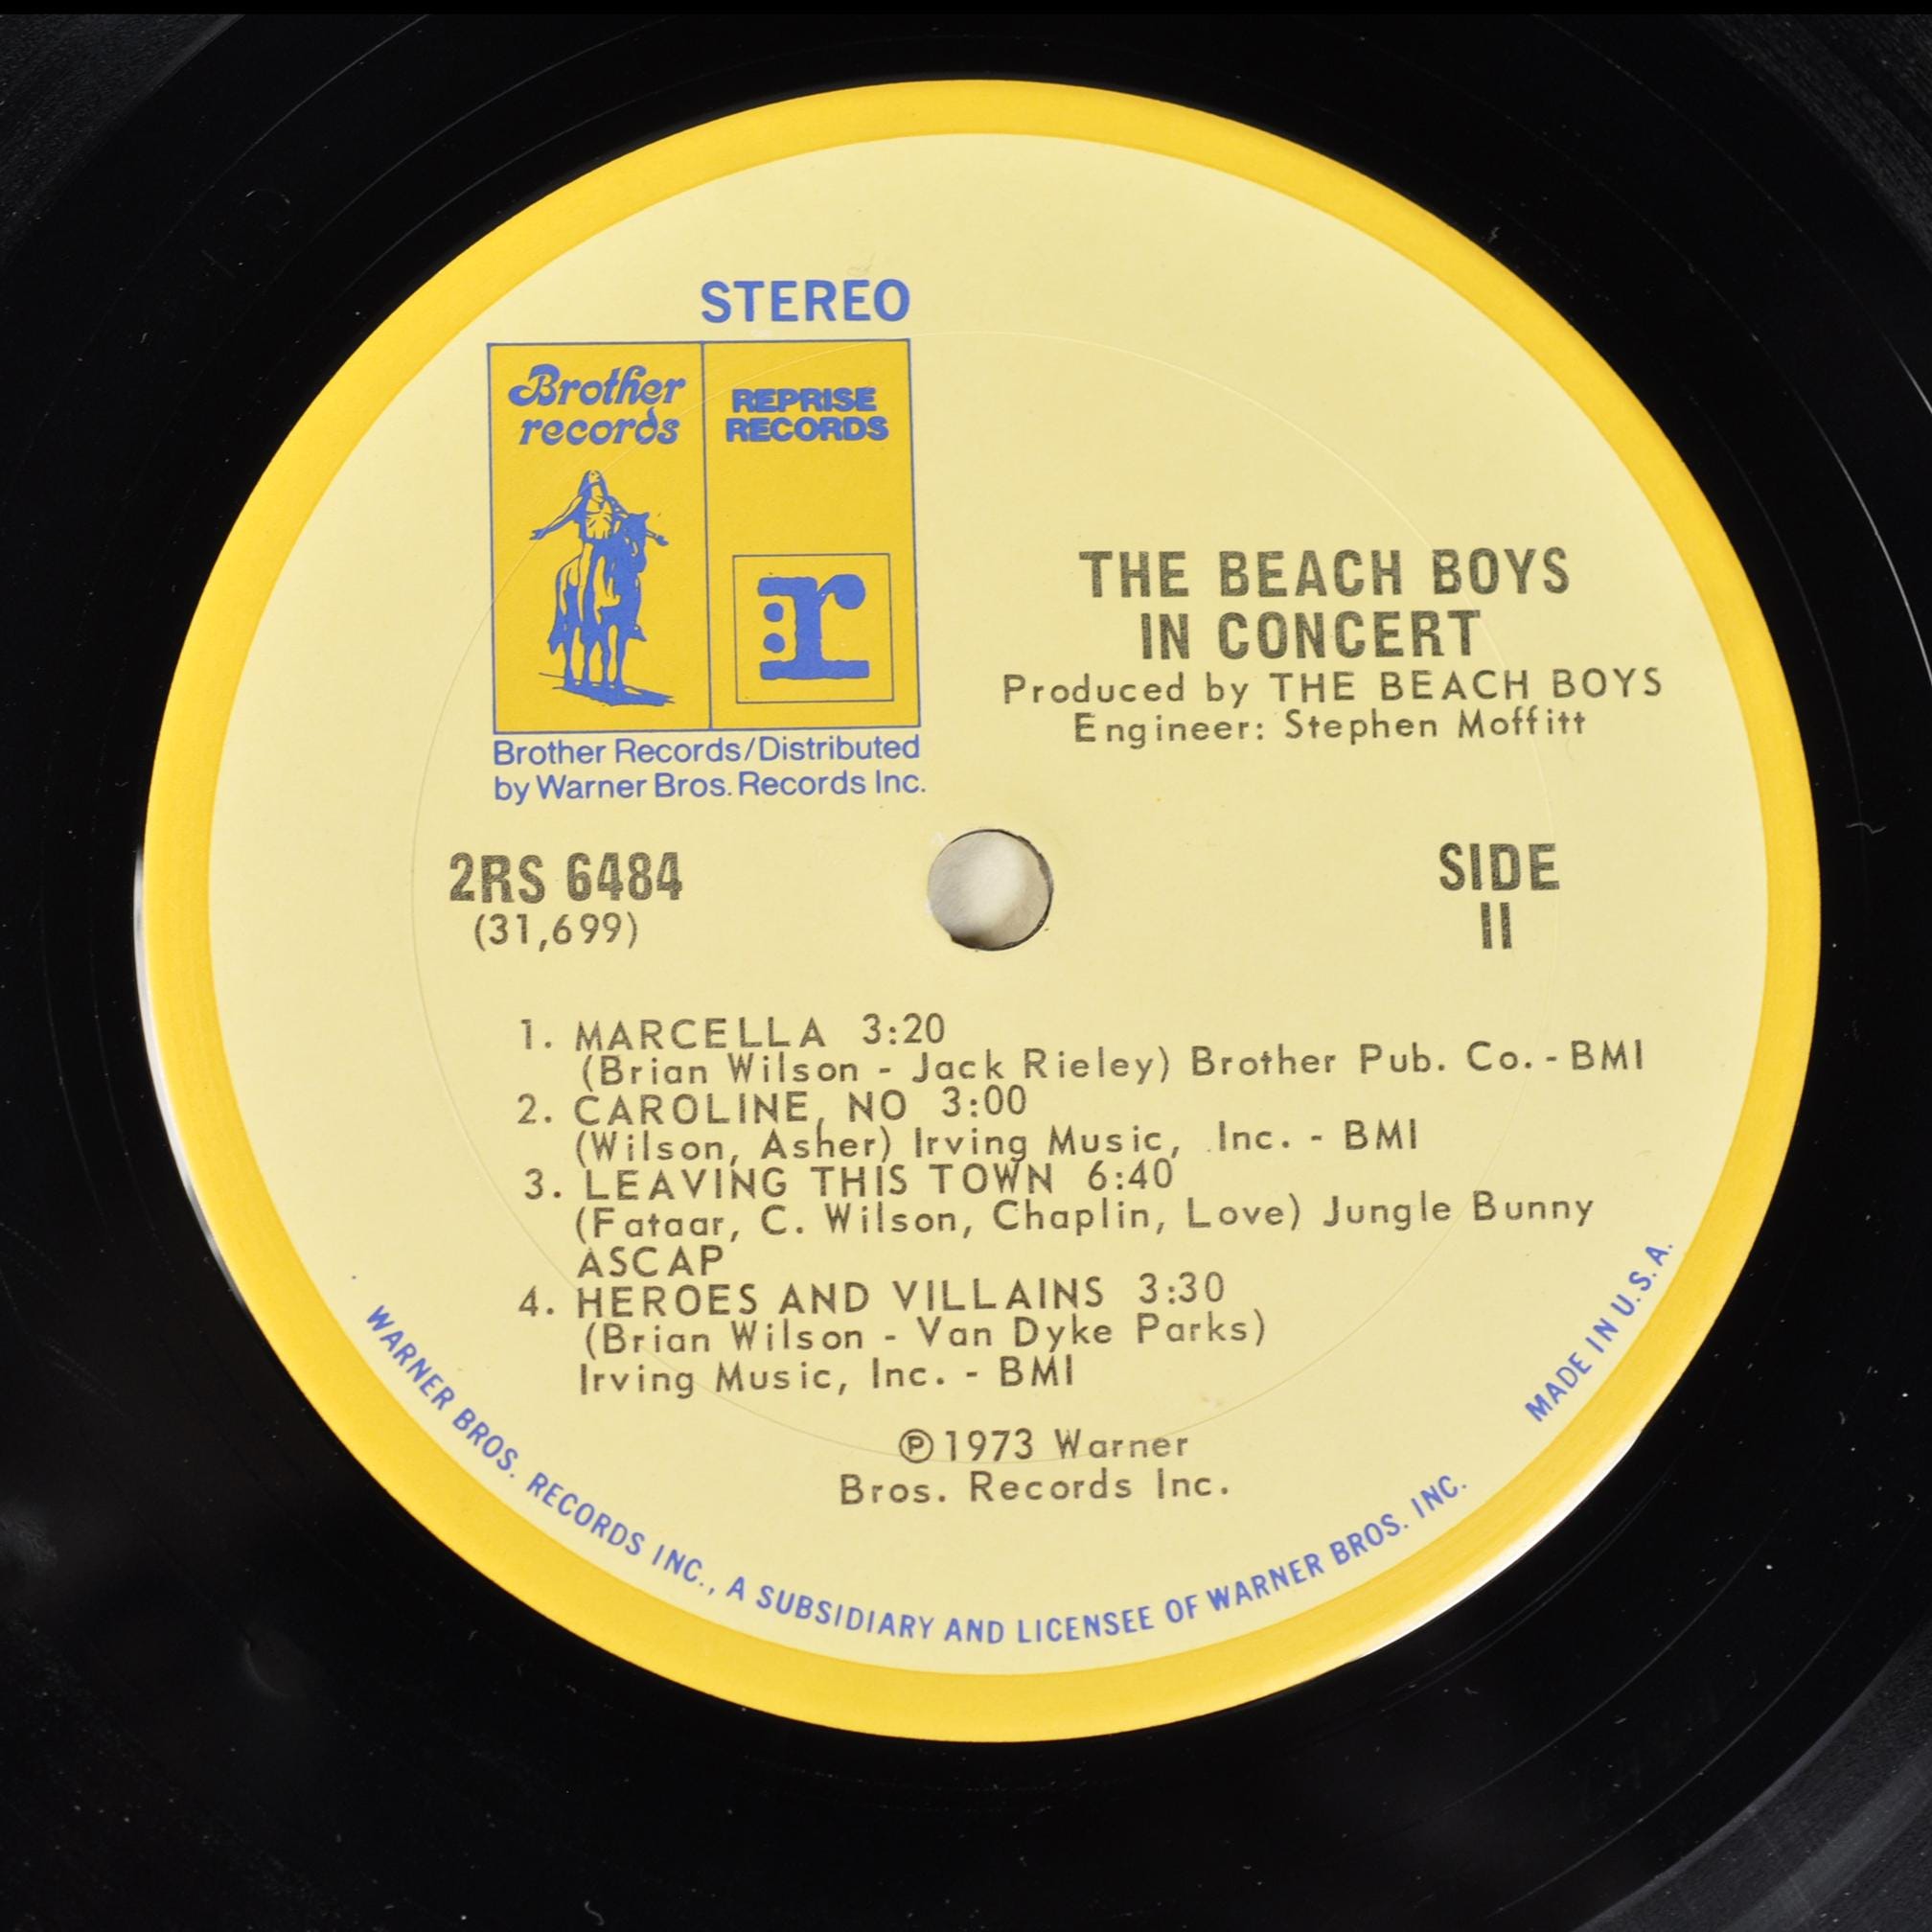 STEREO
Brother
records
REPRISE
RECORDS
r
Brother Records/Distributed
by Warner Bros. Records Inc.
THE BEACH BOYS
IN CONCERT
Produced by THE BEACH BOYS
Engineer: Stephen Moffitt
2RS 6484
(31,699)
SIDE
II
1. MARCELLA 3:20
(Brian Wilson - Jack Rieley) Brother Pub. Co. - BMI
2. CAROLINE, NO 3:00
(Wilson, Asher) Irving Music, Inc. - BMI
3. LEAVING THIS TOWN 6:40
(Fataar, C. Wilson, Chaplin, Love) Jungle Bunny
ASCAP
4. HEROES AND VILLAINS 3:30
(Brian Wilson - Van Dyke Parks)
Irving Music, Inc. - BMI
℗1973 Warner
Bros. Records Inc.
WARNER BROS. RECORDS INC., A SUBSIDIARY AND LICENSEE OF WARNER BROS. INC.
MADE IN U.S.A.